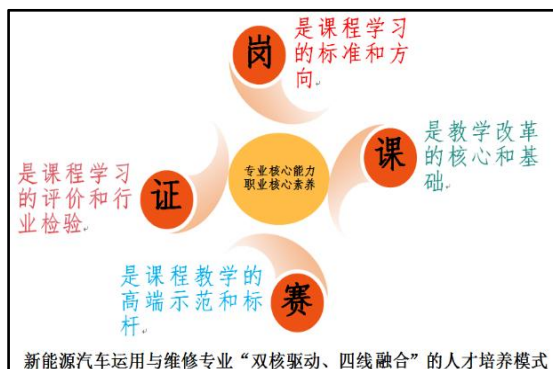 岗
是课程学习
的标准和方
向。
课
是教学改革
的核心和基
础。
专业核心能力
职业核心素养
证
是课程学习
的评价和行
业检验。
赛
是课程教学的
高端示范和标
杆。
新能源汽车运用与维修专业“双核驱动、四线融合”的人才培养模式